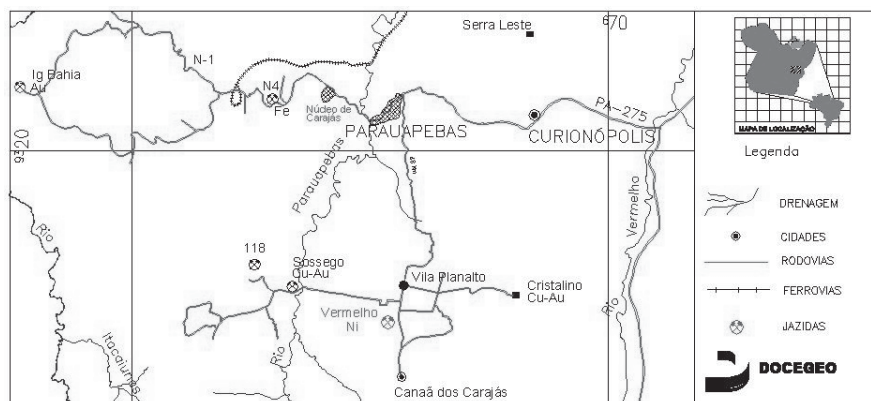 Serra Leste
670
Ig Bahia
Au
N-1
N4
Fe
Núcleo de
Carajás
PARAUAPEBAS
CURIONÓPOLIS
PA-275
9320
Parauapebas
Rio
Vermelho
Rio
118
Sossego
Cu-Au
Vila Planalto
Cristalino
Cu-Au
Vermelho
Ni
Rio
Itacaiunas
Canaã dos Carajás
MAPA DE LOCALIZAÇÃO
Legenda
DRENAGEM
CIDADES
RODOVIAS
FERROVIAS
JAZIDAS
DOCEGEO